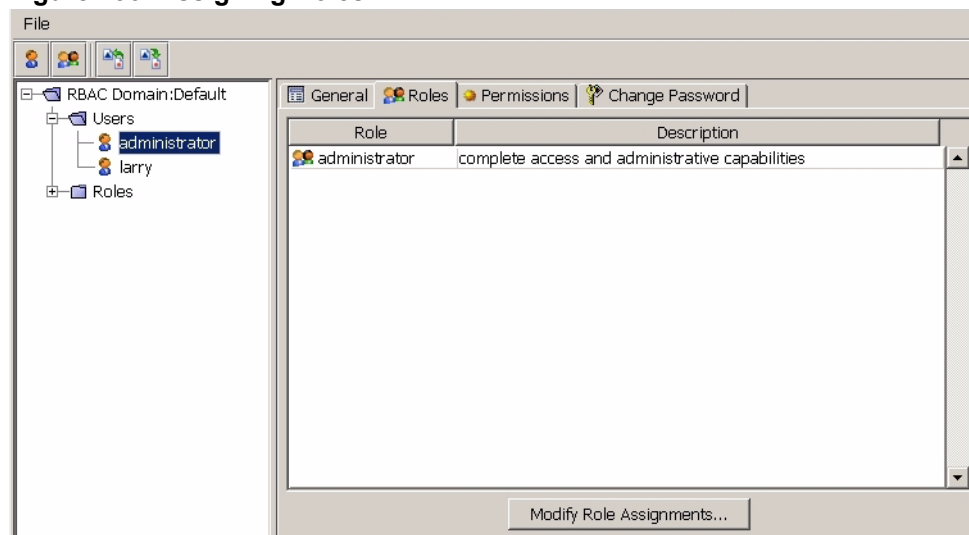 File
RBAC Domain:Default
Users
administrator
larry
Roles
General Roles Permissions Change Password
Role Description
administrator complete access and administrative capabilities
Modify Role Assignments...